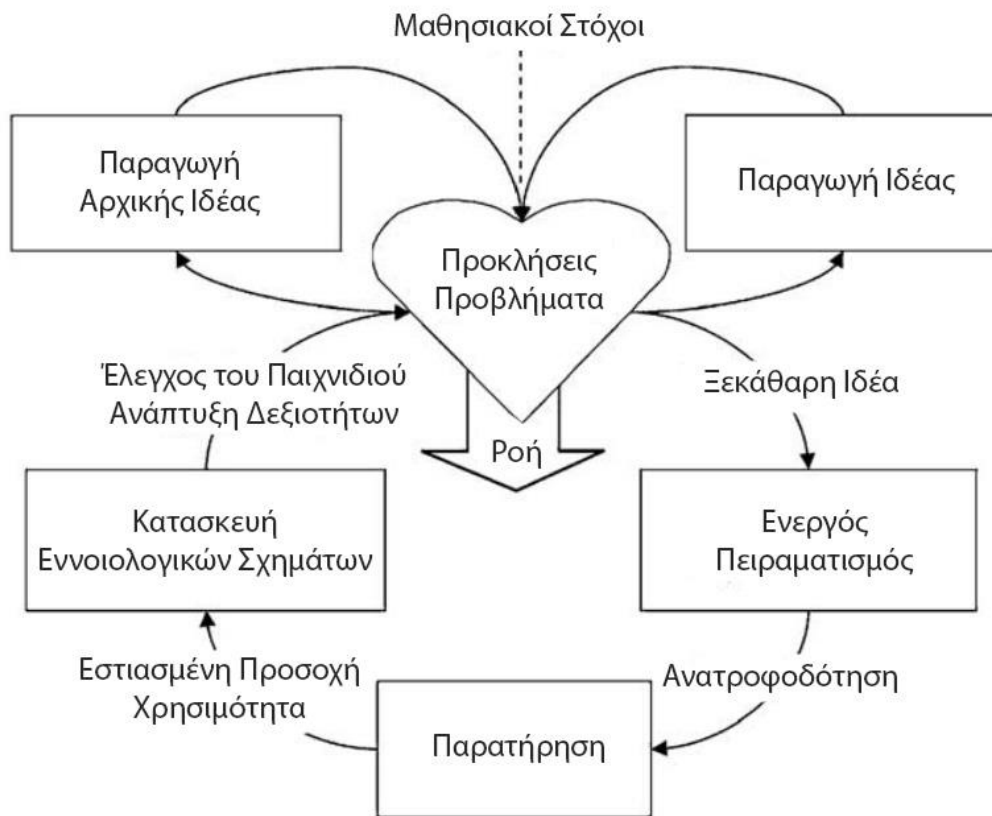 Μαθησιακοί Στόχοι
Παραγωγή
Αρχικής Ιδέας
Παραγωγή Ιδέας
Προκλήσεις
Προβλήματα
Έλεγχος του Παιχνιδιού
Ανάπτυξη Δεξιοτήτων
Ξεκάθαρη Ιδέα
Ροή
Κατασκευή
Εννοιολογικών Σχημάτων
Ενεργός
Πειραματισμός
Εστιασμένη Προσοχή
Χρησιμότητα
Ανατροφοδότηση
Παρατήρηση